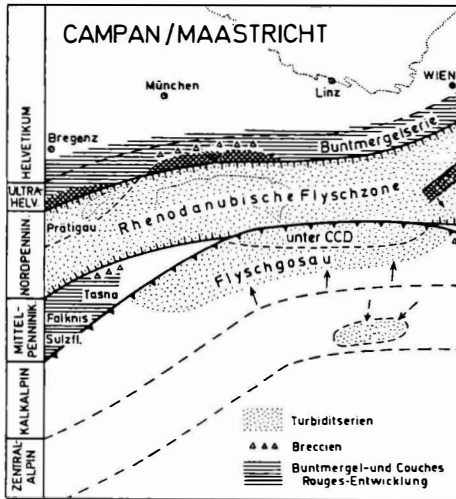 CAMPAN/MAASTRICHT
München
Linz
WIEN
Bregenz
Buntmergelserie
HELVETIKUM
ULTRA-
HELV.
Rhenodanubische Flyschzone
Prätigau
NORDPENNIN.
unter CCD
Flyschgosau
Tasna
Falknis
Sulzfl.
MITTEL-
PENNINIK.
KALKALPIN
ZENTRAL-
ALPIN
Turbiditserien
Breccien
Buntmergel-und Couches
Rouges-Entwicklung